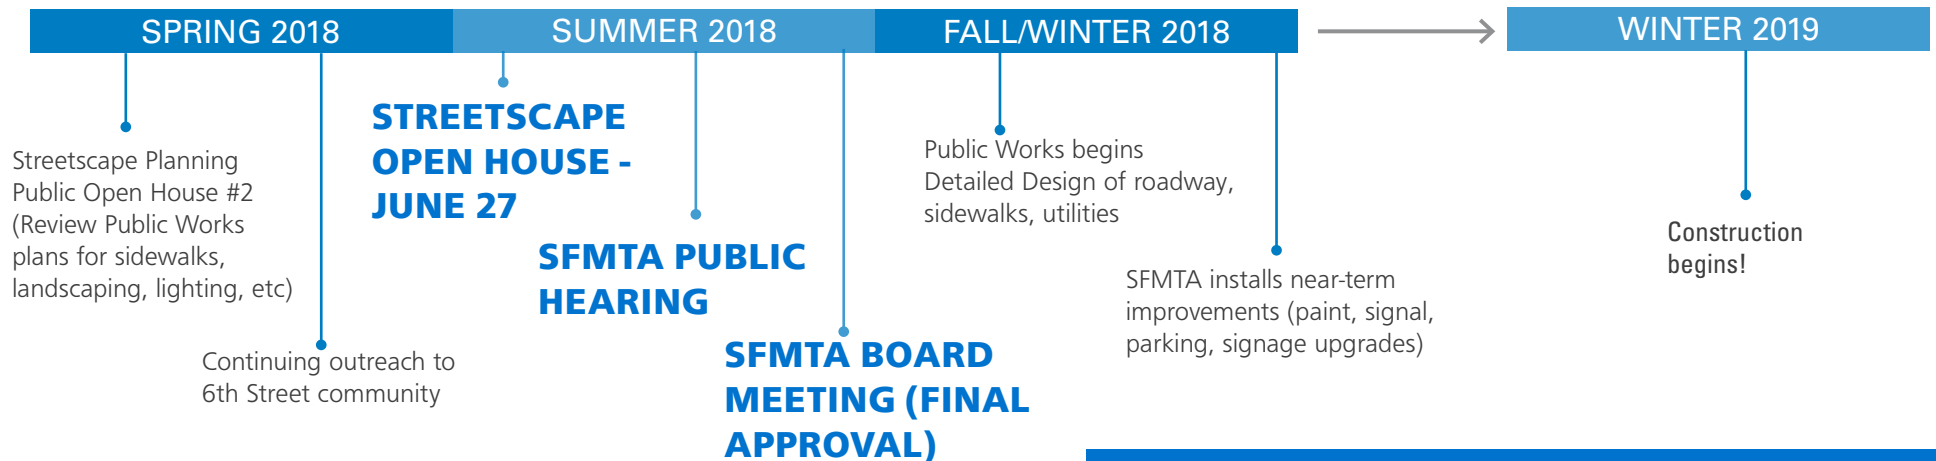 SPRING 2018
SUMMER 2018
FALL/WINTER 2018
WINTER 2019
Streetscape Planning
Public Open House #2
(Review Public Works
plans for sidewalks,
landscaping, lighting, etc)
Continuing outreach to
6th Street community
STREETSCAPE
OPEN HOUSE -
JUNE 27
SFMTA PUBLIC
HEARING
SFMTA BOARD
MEETING (FINAL
APPROVAL)
Public Works begins
Detailed Design of roadway,
sidewalks, utilities
SFMTA installs near-term
improvements (paint, signal,
parking, signage upgrades)
Construction
begins!